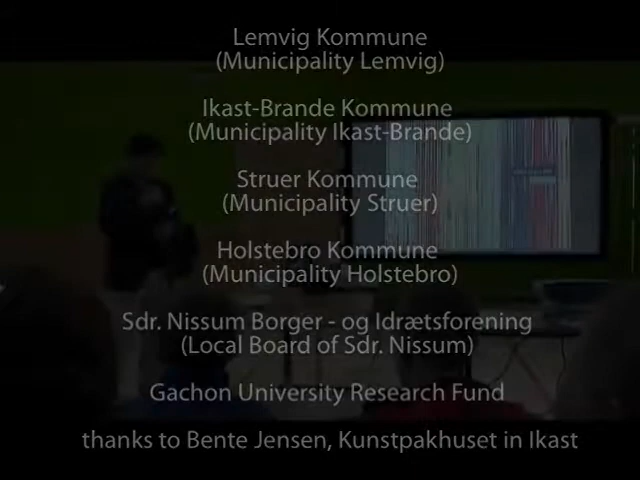 Lemvig Kommune
(Municipality Lemvig)
Ikast-Brande Kommune
(Municipality Ikast-Brande)
Struer Kommune
(Municipality Struer)
Holstebro Kommune
(Municipality Holstebro)
Sdr. Nissum Borger - og Idrætsforening
(Local Board of Sdr. Nissum)
Gachon University Research Fund
thanks to Bente Jensen, Kunstpakhuset in Ikast